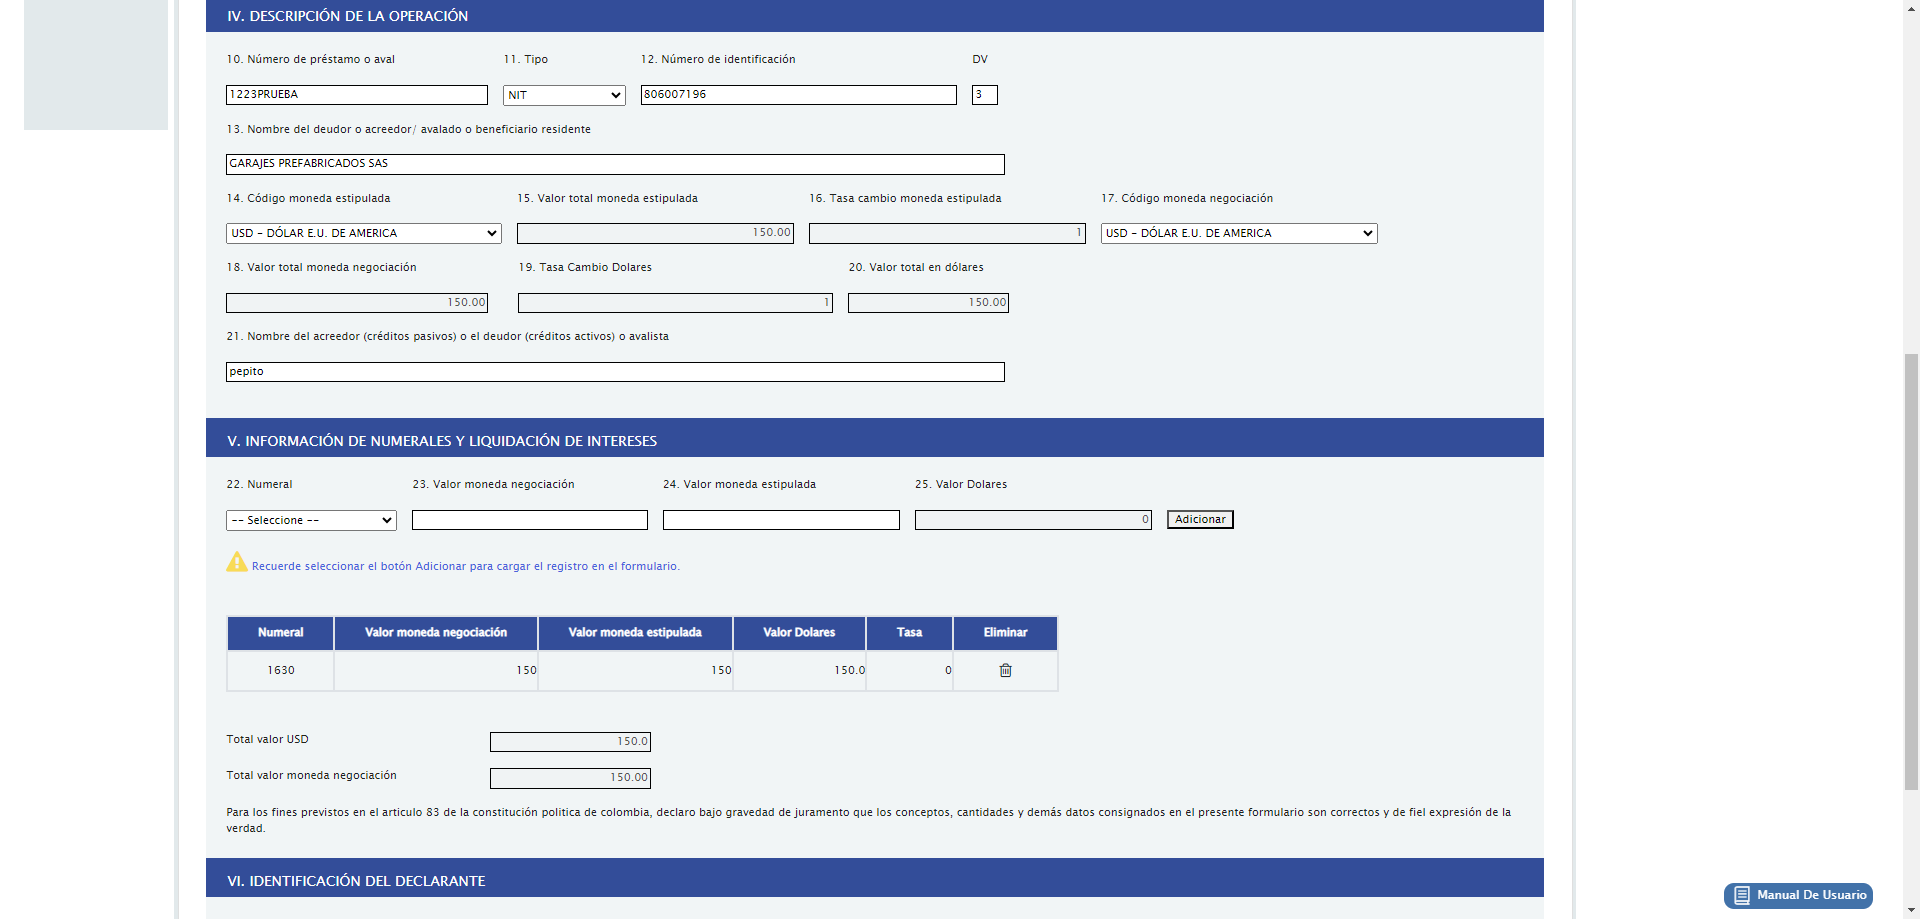 IV. DESCRIPCIÓN DE LA OPERACIÓN
10. Número de préstamo o aval 11. Tipo 12. Número de identificación DV
1223PRUEBA NIT 806007196 3
13. Nombre del deudor o acreedor/ avalado o beneficiario residente
GARAJES PREFABRICADOS SAS
14. Código moneda estipulada 15. Valor total moneda estipulada 16. Tasa cambio moneda estipulada 17. Código moneda negociación
USD - DÓLAR E.U. DE AMERICA 150.00 1 USD - DÓLAR E.U. DE AMERICA
18. Valor total moneda negociación 19. Tasa Cambio Dolares 20. Valor total en dólares
150.00 1 150.00
21. Nombre del acreedor (créditos pasivos) o el deudor (créditos activos) o avalista
pepito
V. INFORMACIÓN DE NUMERALES Y LIQUIDACIÓN DE INTERESES
22. Numeral 23. Valor moneda negociación 24. Valor moneda estipulada 25. Valor Dolares
-- Seleccione -- 0 Adicionar
Recuerde seleccionar el botón Adicionar para cargar el registro en el formulario.
Numeral Valor moneda negociación Valor moneda estipulada Valor Dolares Tasa Eliminar
1630 150 150 150.0 0
Total valor USD 150.0
Total valor moneda negociación 150.00
Para los fines previstos en el articulo 83 de la constitución politica de colombia, declaro bajo gravedad de juramento que los conceptos, cantidades y demás datos consignados en el presente formulario son correctos y de fiel expresión de la
verdad.
VI. IDENTIFICACIÓN DEL DECLARANTE
Manual De Usuario